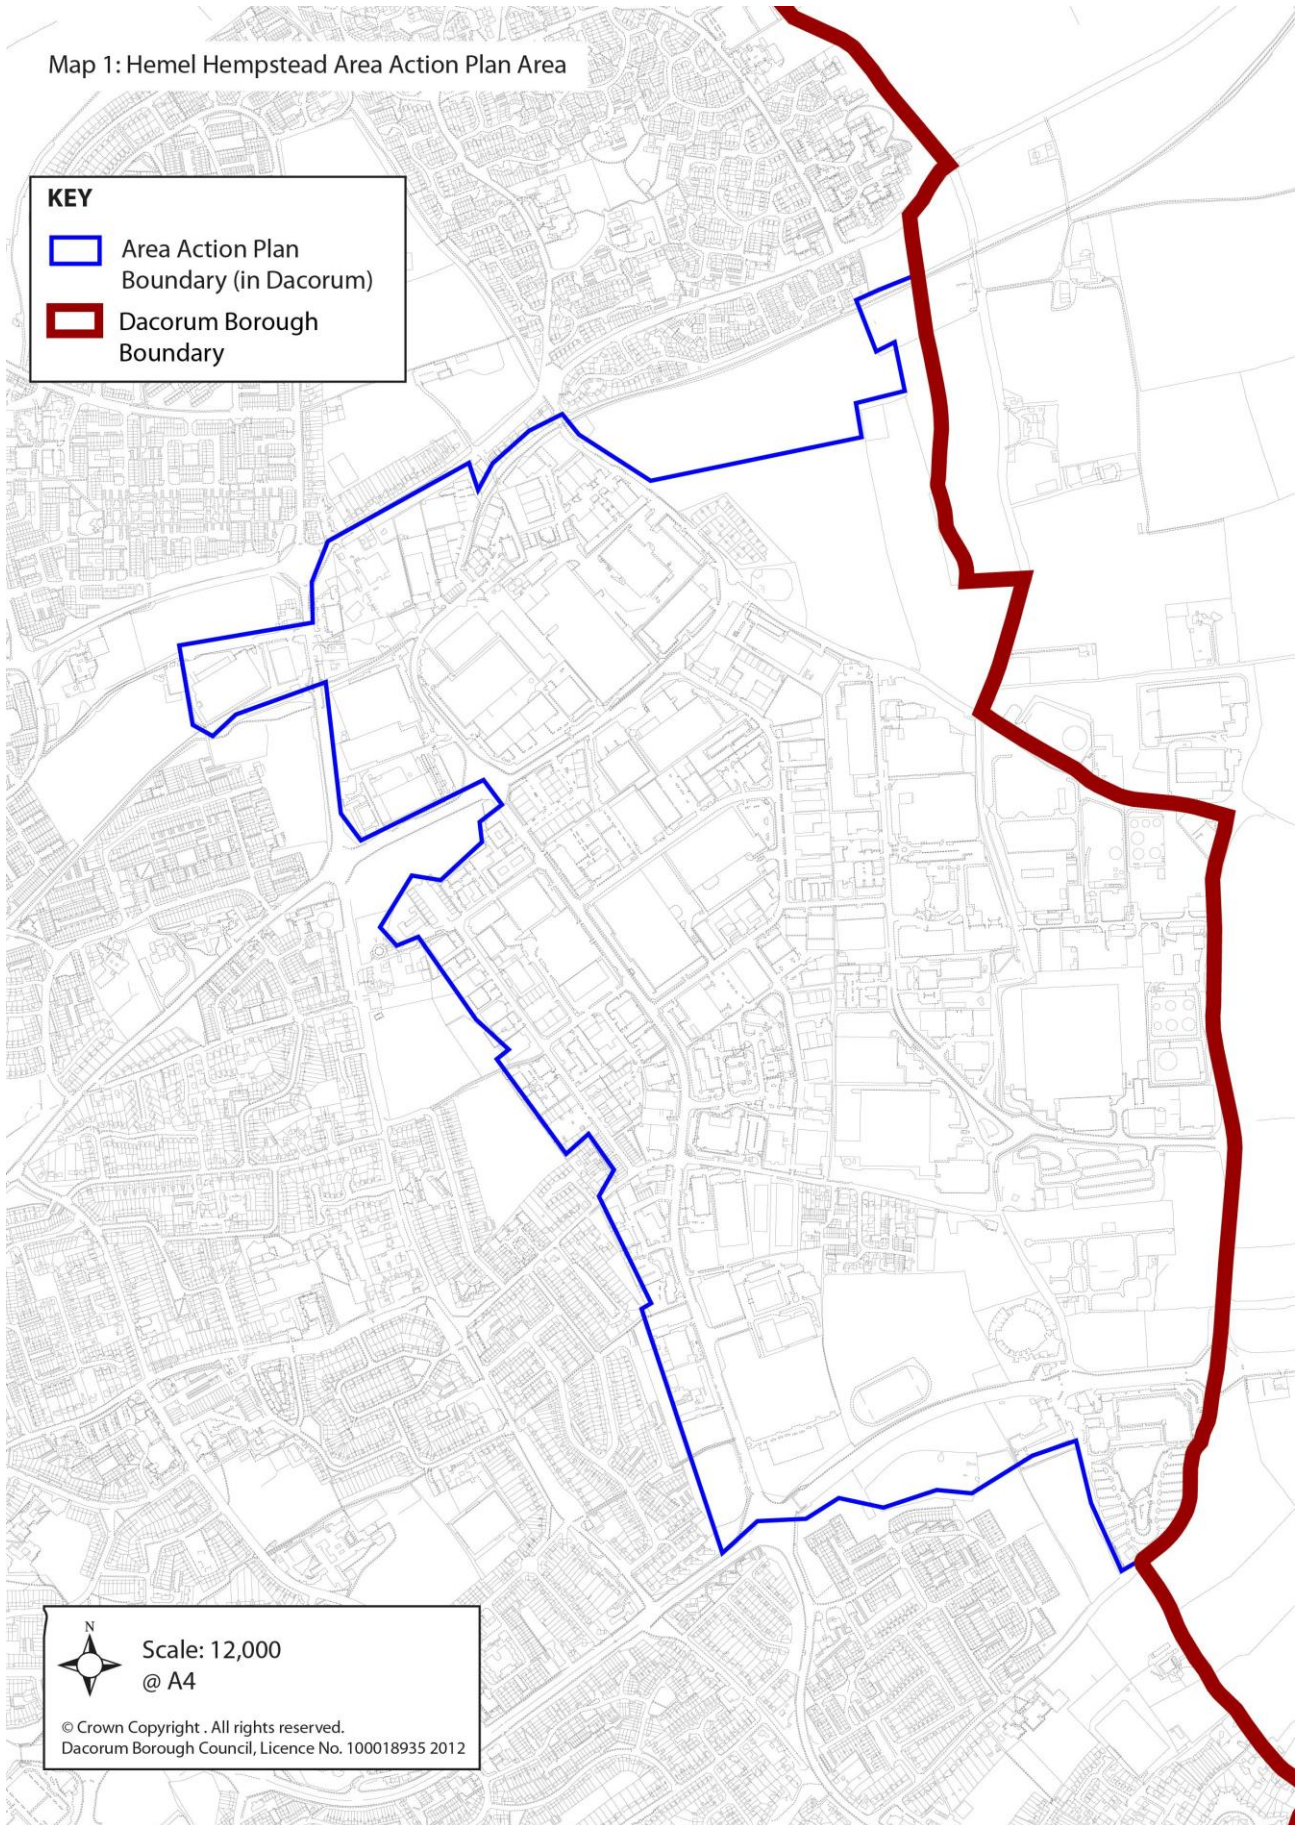 Map 1: Hemel Hempstead Area Action Plan Area
KEY
Area Action Plan
Boundary (in Dacorum)
Dacorum Borough
Boundary
N
Scale: 12,000
@ A4
© Crown Copyright . All rights reserved.
Dacorum Borough Council, Licence No. 100018935 2012